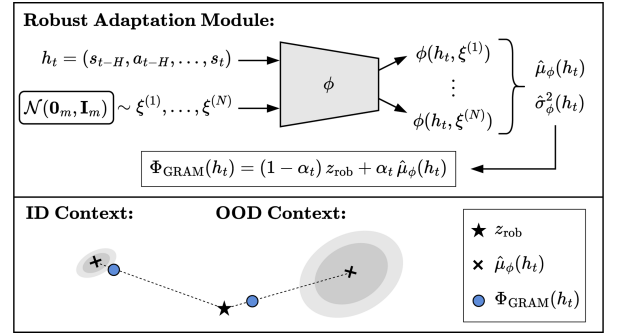 Robust Adaptation Module:
h_t = (s_{t−H}, a_{t−H}, . . . , s_t)
ϕ
ϕ(h_t, ξ^{(1)})
⋮
ϕ(h_t, ξ^{(N)})
μ̂_ϕ(h_t)
σ̂²_ϕ(h_t)
𝒩(𝟎_m, 𝐈_m) ∼ ξ^{(1)}, . . . , ξ^{(N)}
Φ_GRAM(h_t) = (1 − α_t) z_rob + α_t μ̂_ϕ(h_t)
ID Context:
OOD Context:
z_rob
μ̂_ϕ(h_t)
Φ_GRAM(h_t)